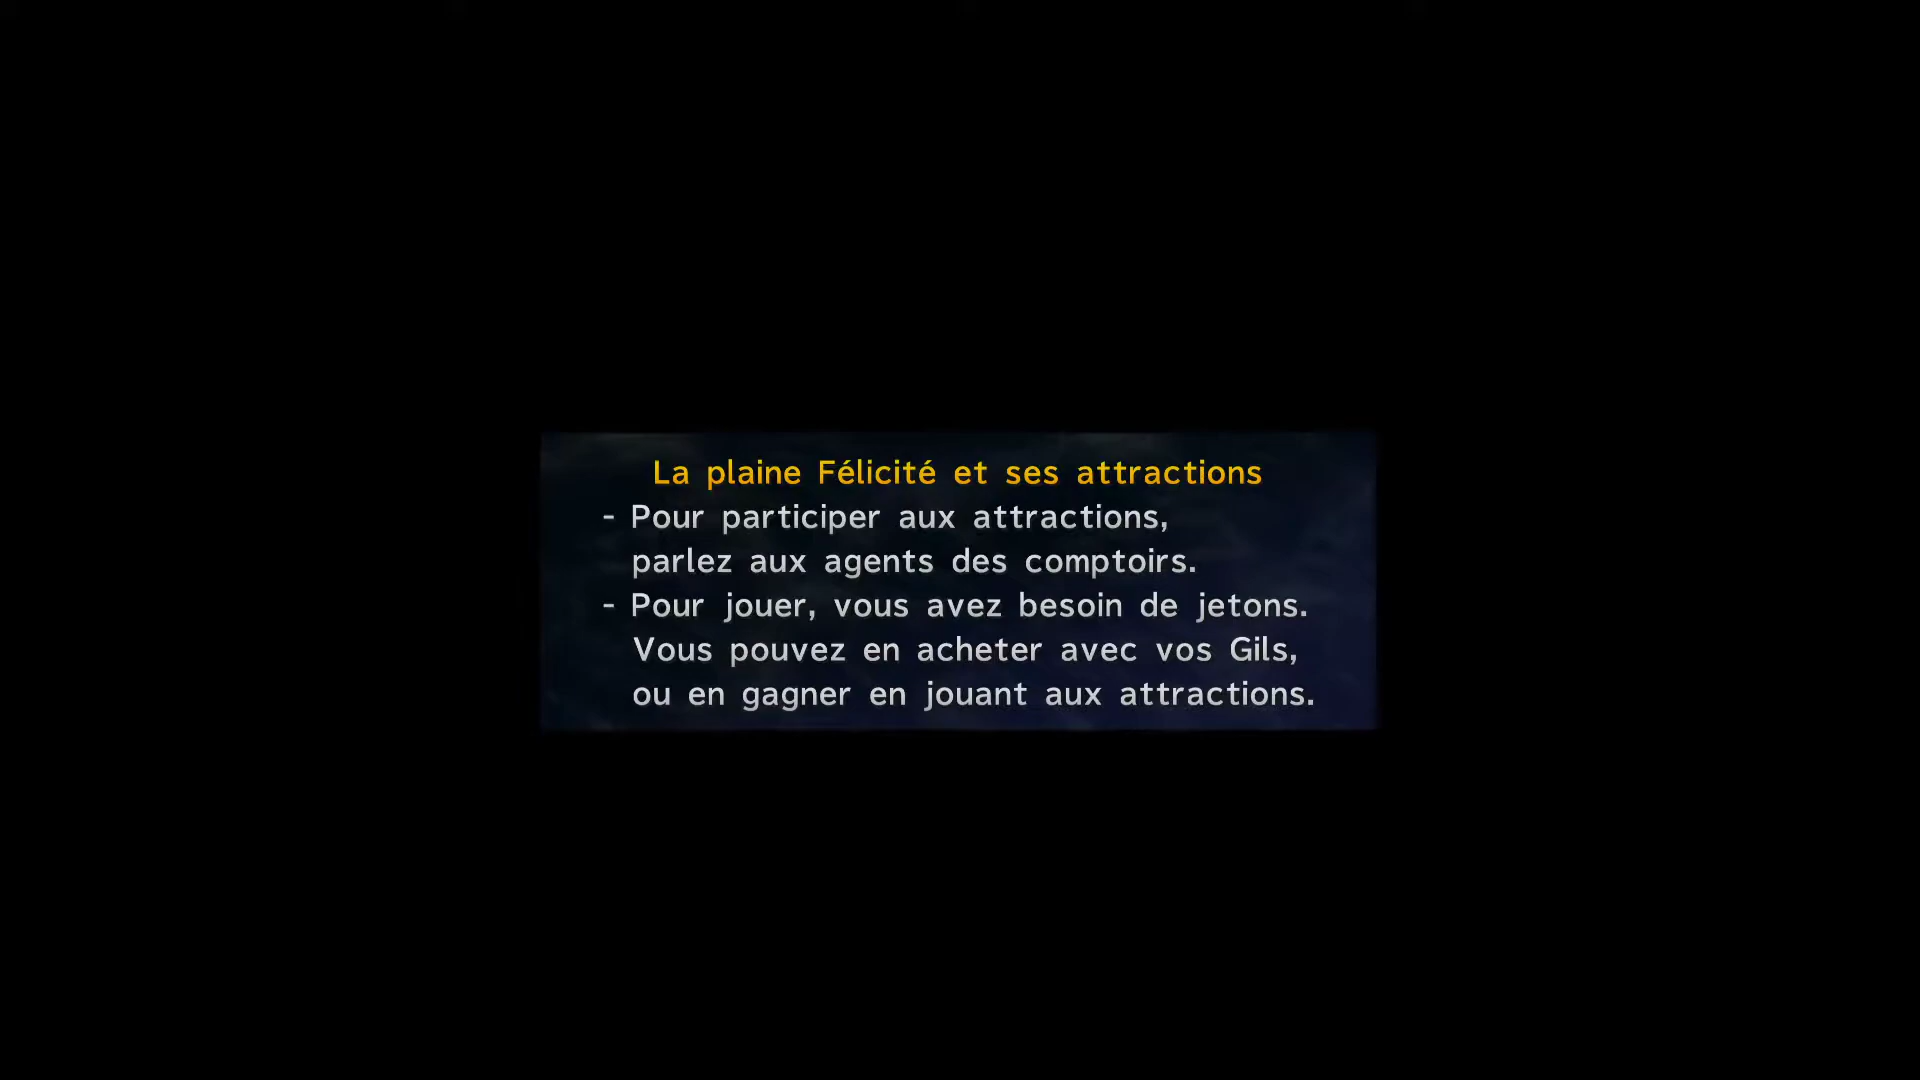 La plaine Félicité et ses attractions
- Pour participer aux attractions,
parlez aux agents des comptoirs.
- Pour jouer, vous avez besoin de jetons.
Vous pouvez en acheter avec vos Gils,
ou en gagner en jouant aux attractions.